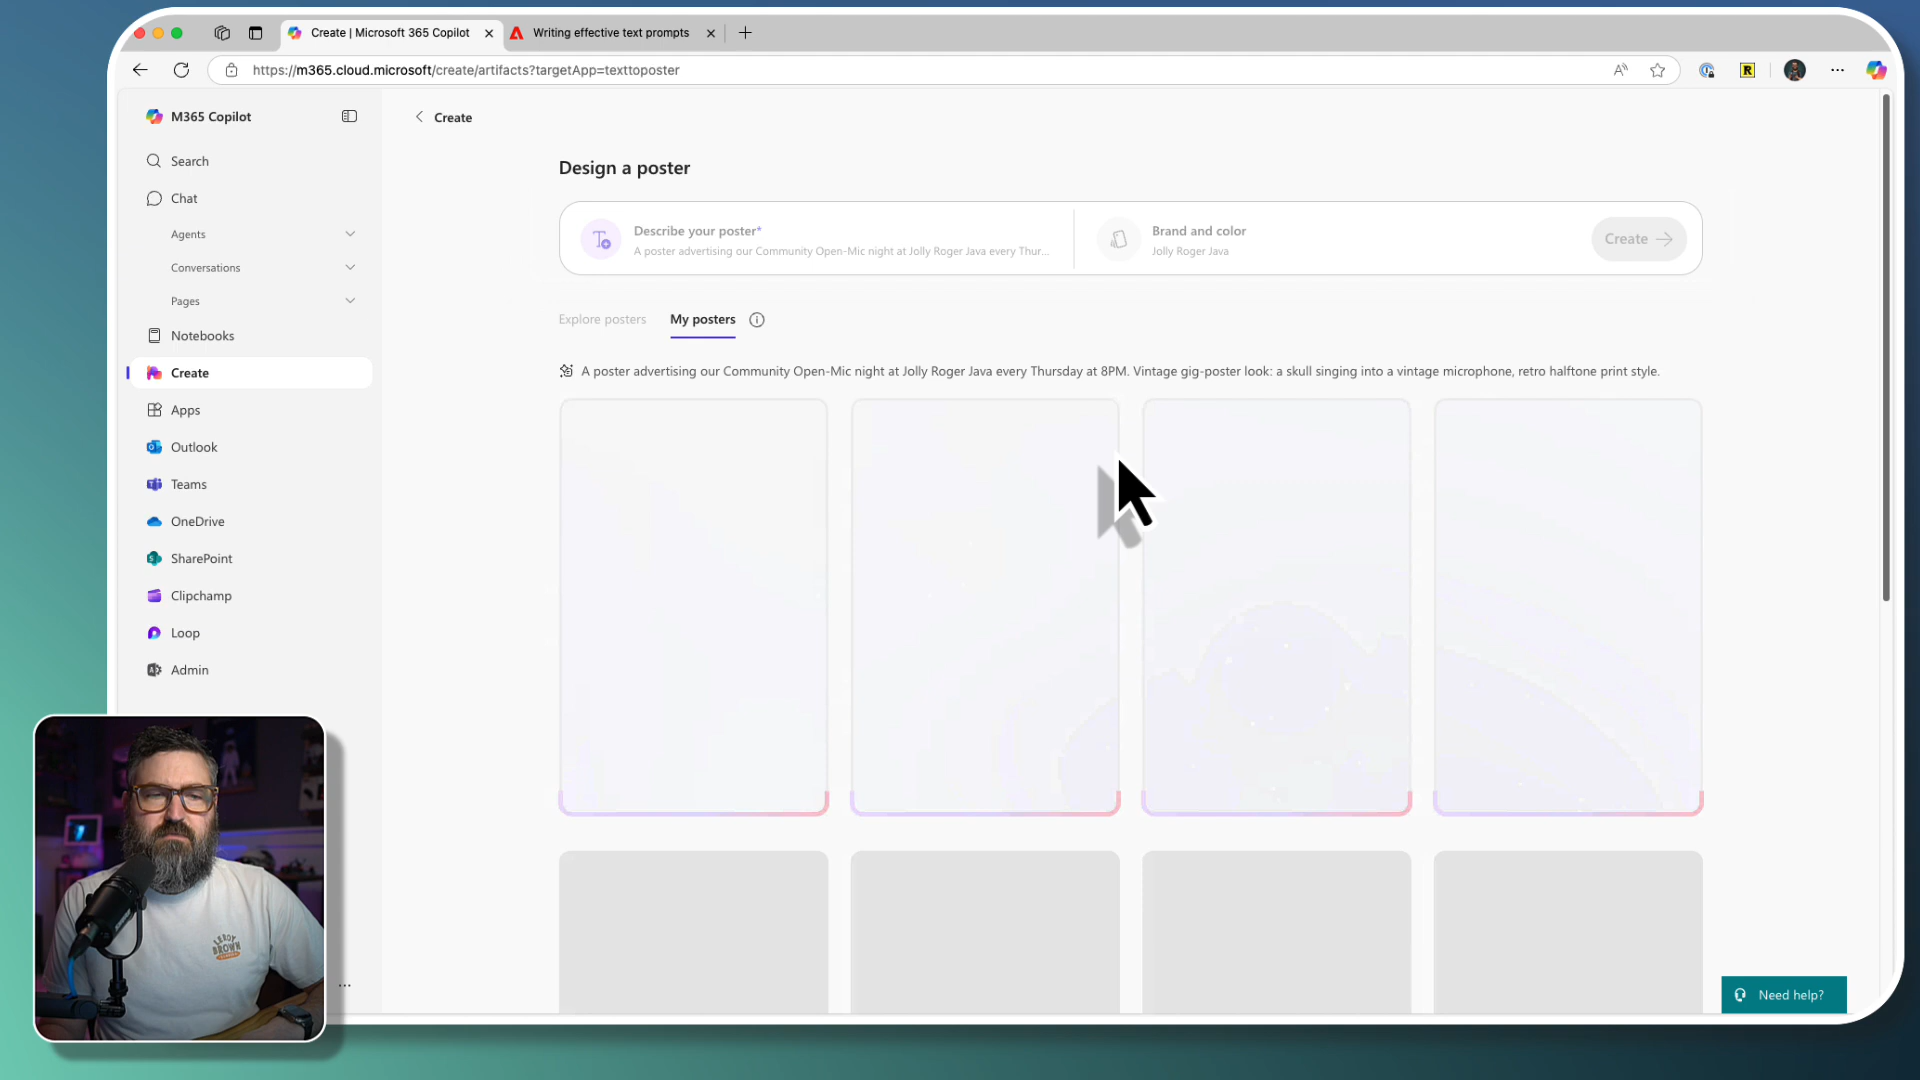 Create | Microsoft 365 Copilot
Writing effective text prompts
https://m365.cloud.microsoft/create/artifacts?targetApp=texttoposter
M365 Copilot
Search
Chat
Agents
Conversations
Pages
Notebooks
Create
Apps
Outlook
Teams
OneDrive
SharePoint
Clipchamp
Loop
Admin
Create
Design a poster
Describe your poster*
A poster advertising our Community Open-Mic night at Jolly Roger Java every Thur...
Brand and color
Jolly Roger Java
Create
Explore posters
My posters
A poster advertising our Community Open-Mic night at Jolly Roger Java every Thursday at 8PM. Vintage gig-poster look: a skull singing into a vintage microphone, retro halftone print style.
LEROY
BROWN
Need help?